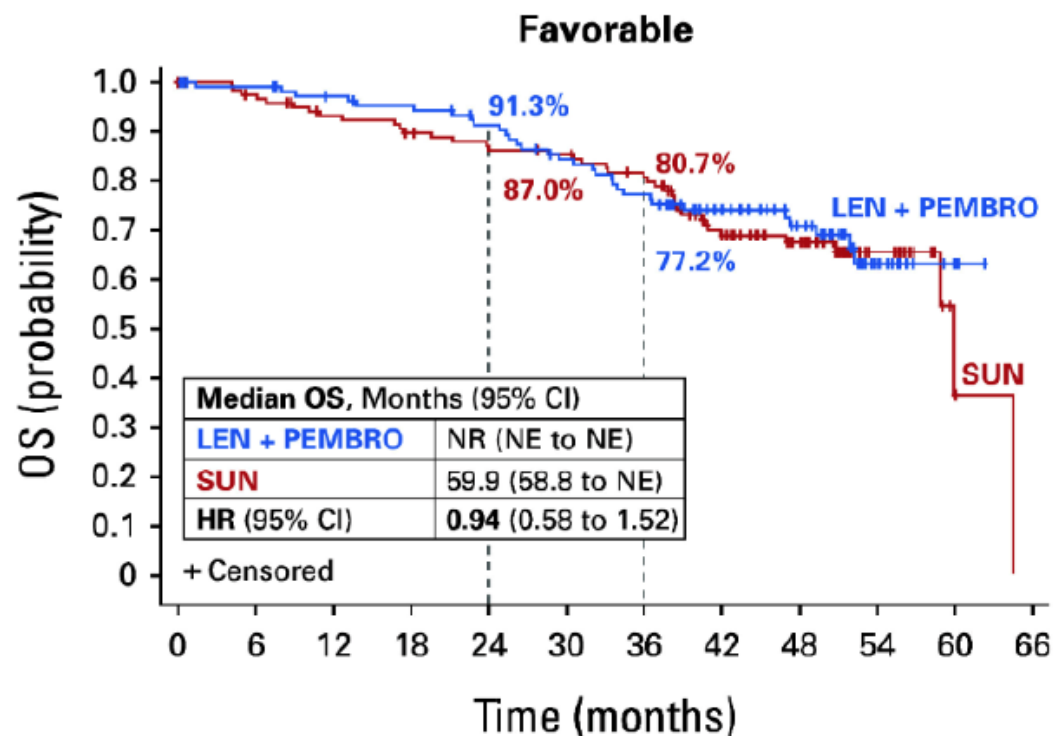 Favorable
OS (probability)
1.0
0.9
0.8
0.7
0.6
0.5
0.4
0.3
0.2
0.1
0
91.3%
87.0%
80.7%
77.2%
LEN + PEMBRO
SUN
Median OS, Months (95% CI)
LEN + PEMBRO NR (NE to NE)
SUN 59.9 (58.8 to NE)
HR (95% CI) 0.94 (0.58 to 1.52)
+ Censored
0 6 12 18 24 30 36 42 48 54 60 66
Time (months)